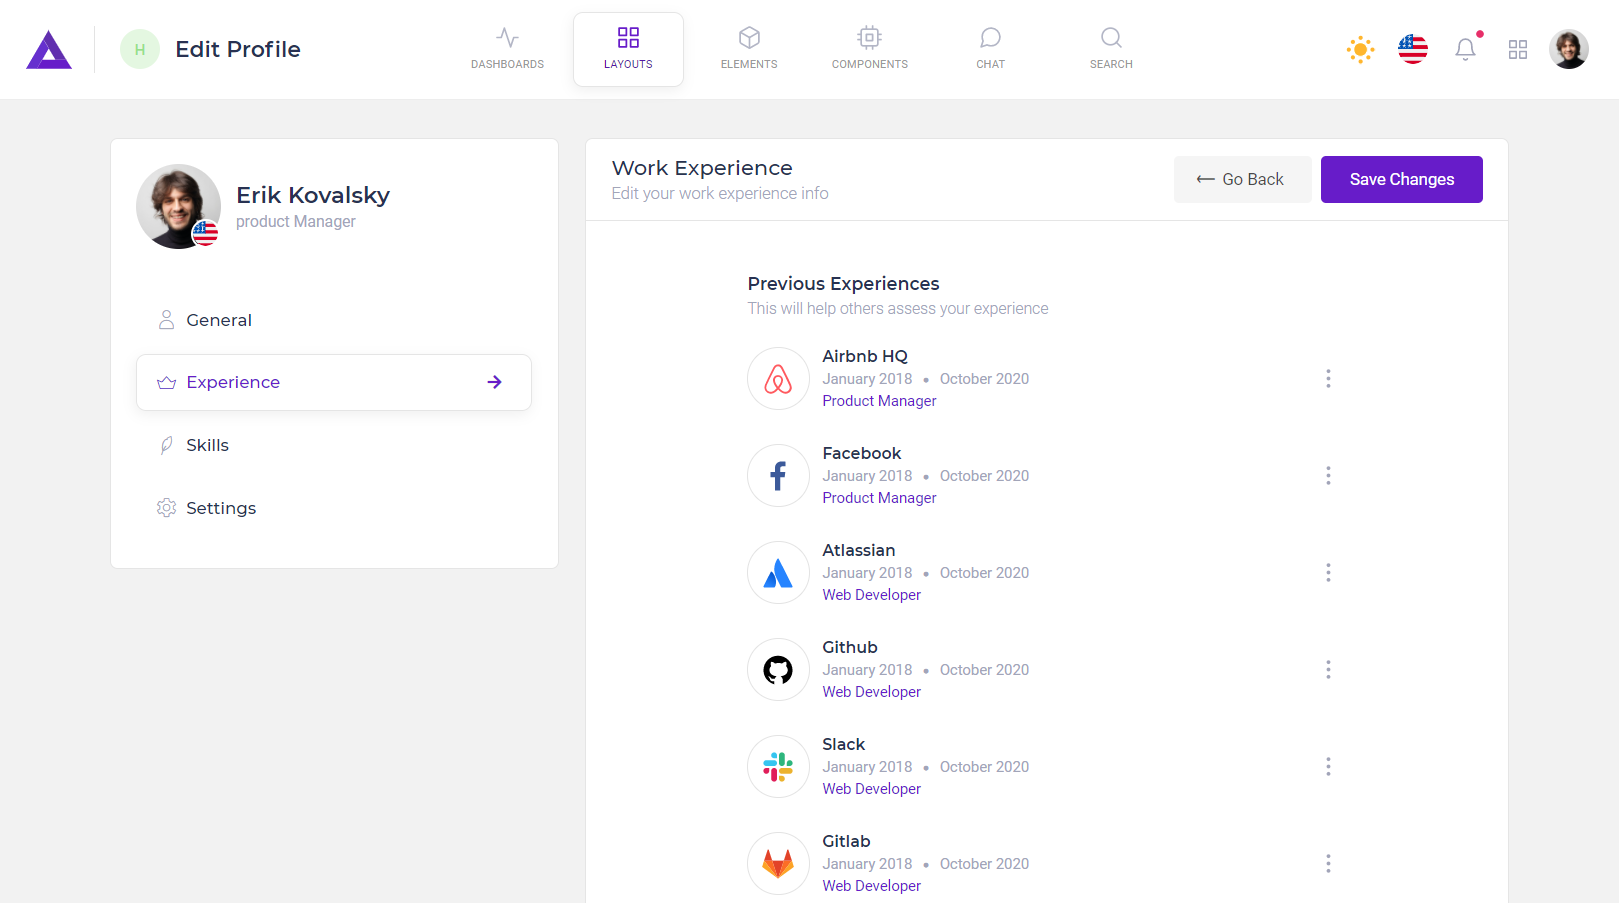 H
Edit Profile
DASHBOARDS
LAYOUTS
ELEMENTS
COMPONENTS
CHAT
SEARCH
Erik Kovalsky
product Manager
General
Experience
Skills
Settings
Work Experience
Edit your work experience info
Go Back
Save Changes
Previous Experiences
This will help others assess your experience
Airbnb HQ
January 2018 • October 2020
Product Manager
Facebook
January 2018 • October 2020
Product Manager
Atlassian
January 2018 • October 2020
Web Developer
Github
January 2018 • October 2020
Web Developer
Slack
January 2018 • October 2020
Web Developer
Gitlab
January 2018 • October 2020
Web Developer